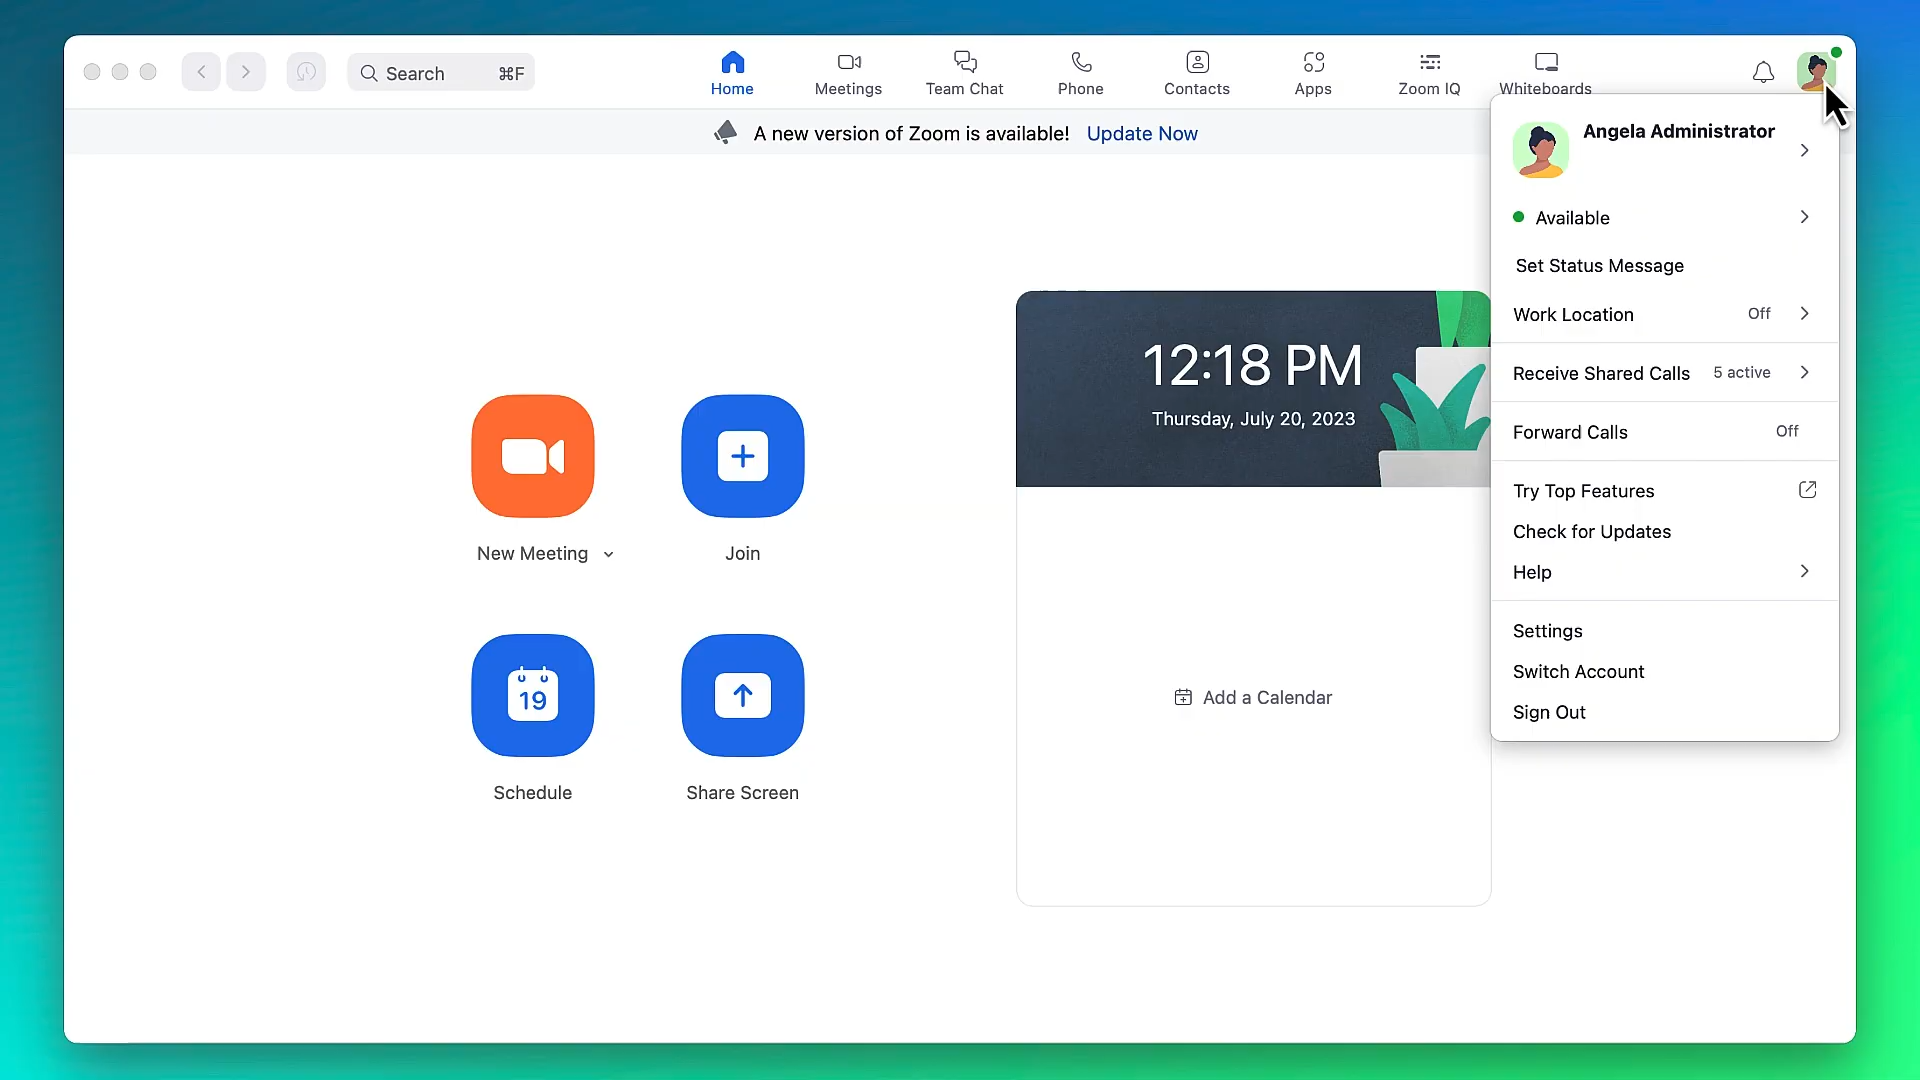 Search ⌘F
Home
Meetings
Team Chat
Phone
Contacts
Apps
Zoom IQ
Whiteboards
A new version of Zoom is available! Update Now
New Meeting
Join
19
Schedule
Share Screen
12:18 PM
Thursday, July 20, 2023
Add a Calendar
Angela Administrator
Available
Set Status Message
Work Location Off
Receive Shared Calls 5 active
Forward Calls Off
Try Top Features
Check for Updates
Help
Settings
Switch Account
Sign Out